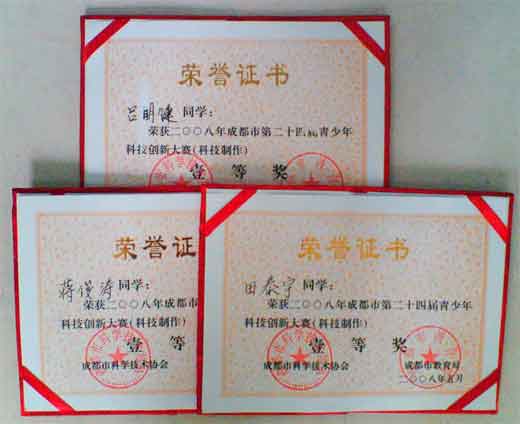 荣誉证书
吕明健 同学:
荣获二〇〇八年成都市第二十四届青少年
科技创新大赛(科技制作)
壹等奖
荣誉证
蒋俊涛 同学:
荣获二〇〇八年成都市
科技创新大赛(科技制作)
壹等
成都市科学技术协会
荣誉证书
田泰宁 同学:
荣获二〇〇八年成都市第二十四届青少年
科技创新大赛(科技制作)
壹等奖
成都市科学技术协会 成都市教育局
二〇〇八年五月